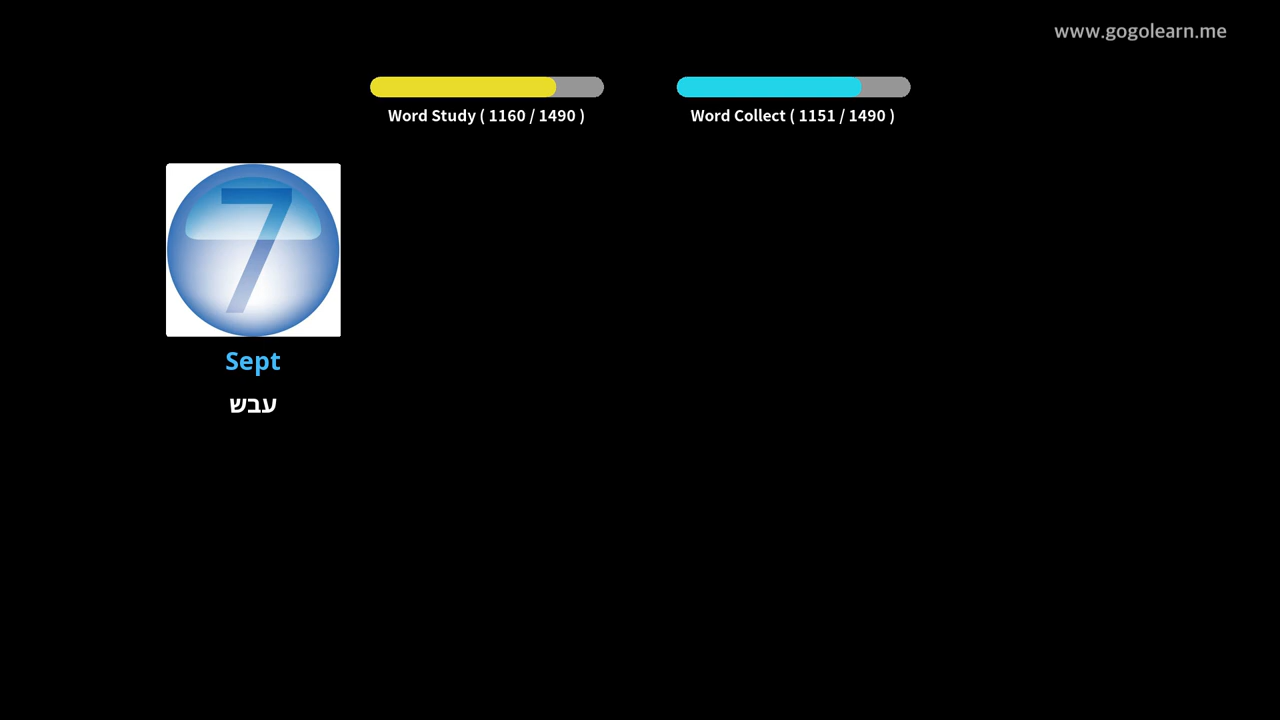 www.gogolearn.me
Word Study ( 1160 / 1490 )
Word Collect ( 1151 / 1490 )
7
Sept
עבש